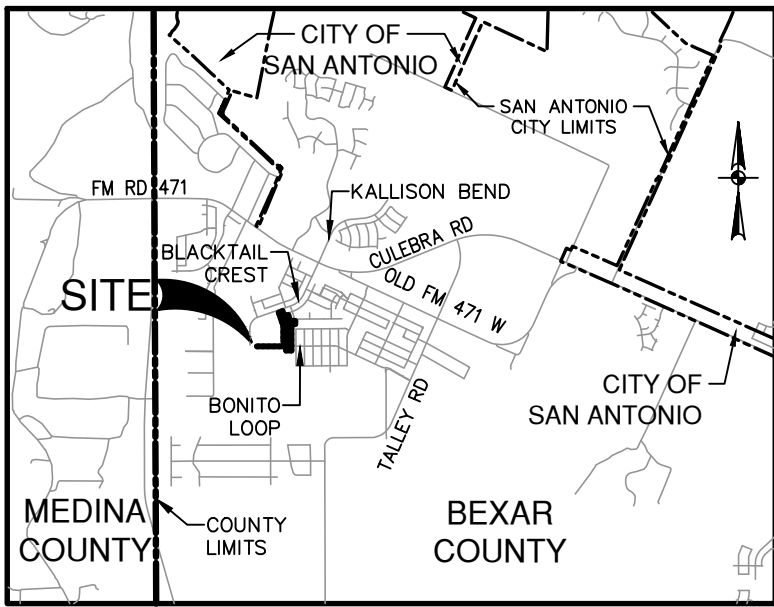 CITY OF
SAN ANTONIO
SAN ANTONIO
CITY LIMITS
FM RD 471
KALLISON BEND
CULEBRA RD
BLACKTAIL
CREST
OLD FM 471 W
SITE
BONITO
LOOP
TALLEY RD
CITY OF
SAN ANTONIO
MEDINA
COUNTY
COUNTY
LIMITS
BEXAR
COUNTY